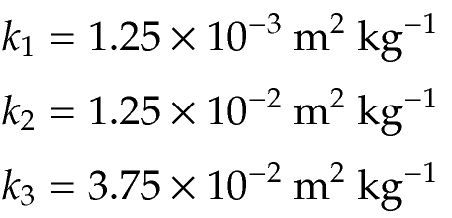 k₁ = 1.25 × 10⁻³ m² kg⁻¹
k₂ = 1.25 × 10⁻² m² kg⁻¹
k₃ = 3.75 × 10⁻² m² kg⁻¹